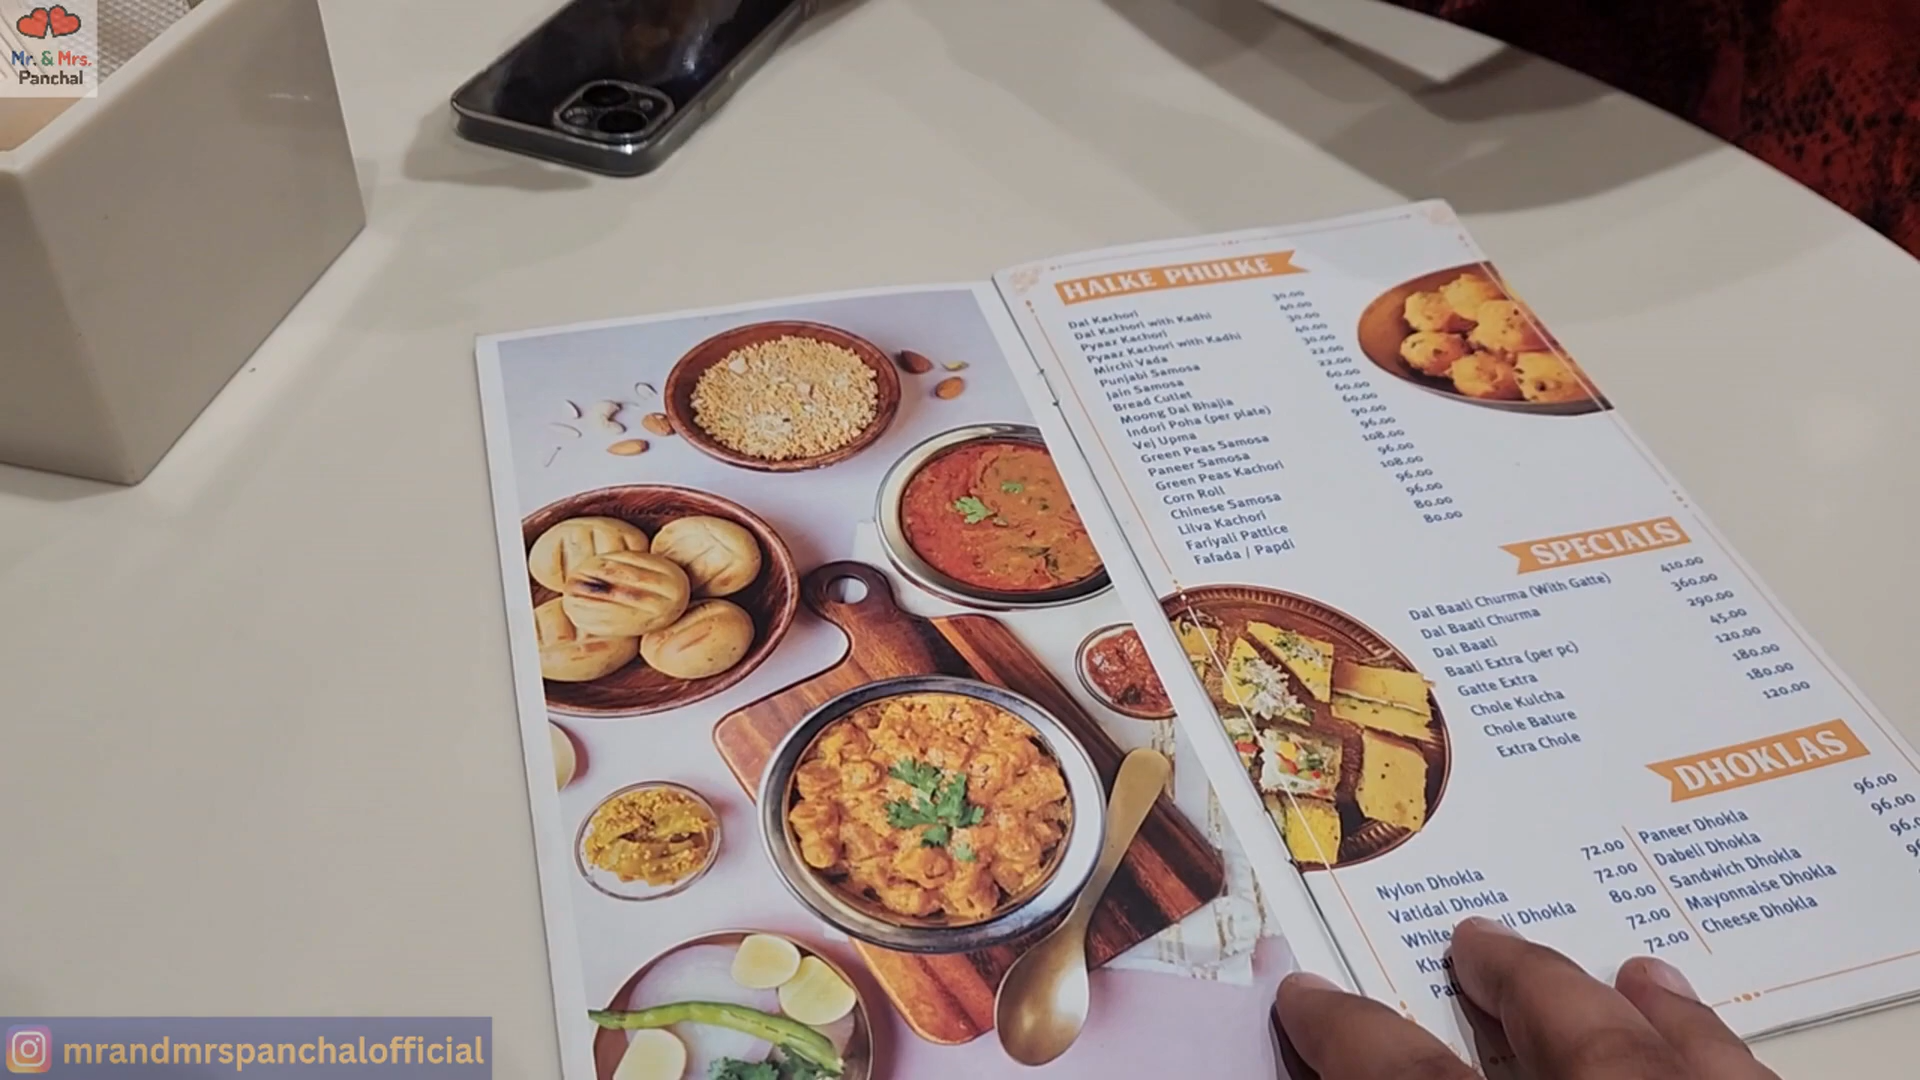 Mr. & Mrs.
Panchal
HALKE PHULKE
Dal Kachori 30.00
Dal Kachori with Kadhi 40.00
Pyaaz Kachori 30.00
Pyaaz Kachori with Kadhi 40.00
Mirchi Vada 30.00
Punjabi Samosa 22.00
Jain Samosa 22.00
Bread Cutlet 60.00
Moong Dal Bhajia 60.00
Indori Poha (per plate) 60.00
Vej Upma 90.00
Green Peas Samosa 96.00
Paneer Samosa 108.00
Green Peas Kachori 96.00
Corn Roll 108.00
Chinese Samosa 96.00
Lilva Kachori 96.00
Fariyali Pattice 80.00
Fafada / Papdi 80.00
SPECIALS
Dal Baati Churma (With Gatte) 410.00
Dal Baati Churma 360.00
Dal Baati 290.00
Baati Extra (per pc) 45.00
Gatte Extra 120.00
Chole Kulcha 180.00
Chole Bature 180.00
Extra Chole 120.00
DHOKLAS
Nylon Dhokla 72.00
Vatidal Dhokla 72.00
White Dhokla 80.00
72.00
72.00
Paneer Dhokla 96.00
Dabeli Dhokla 96.00
Sandwich Dhokla
Mayonnaise Dhokla
Cheese Dhokla
mrandmrspanchalofficial